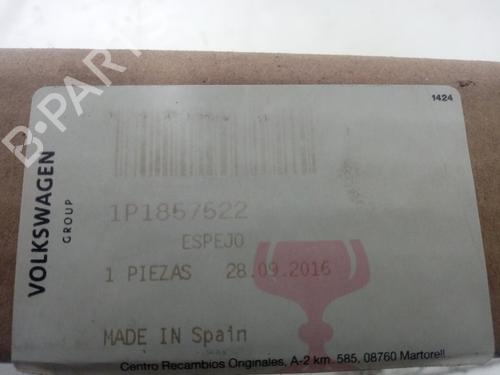 1424
VOLKSWAGEN
GROUP
1P1857522
ESPEJO
1 PIEZAS 28.09.2016
MADE IN Spain
Centro Recambios Originales, A-2 km. 585, 08760 Martorell
B-PARTS